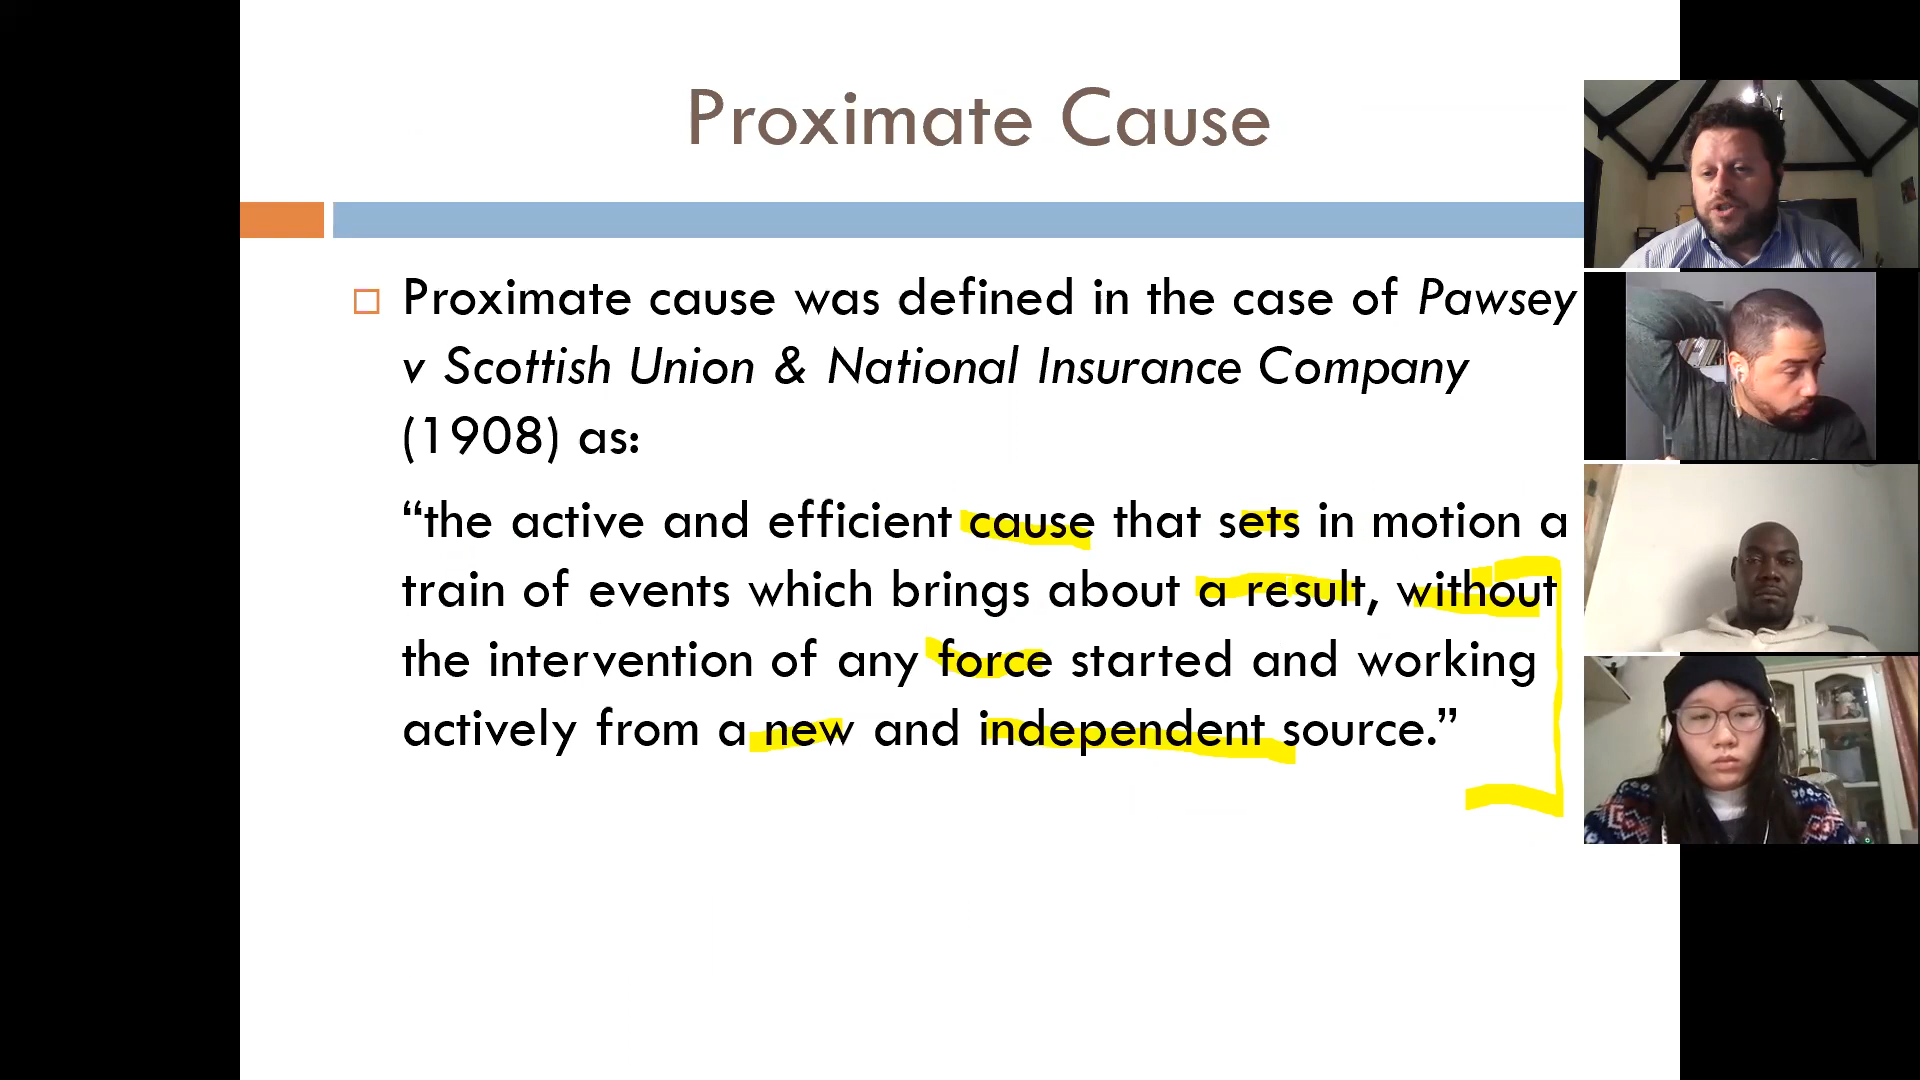 Proximate Cause
Proximate cause was defined in the case of Pawsey
v Scottish Union & National Insurance Company
(1908) as:
“the active and efficient cause that sets in motion a
train of events which brings about a result, without
the intervention of any force started and working
actively from a new and independent source.”